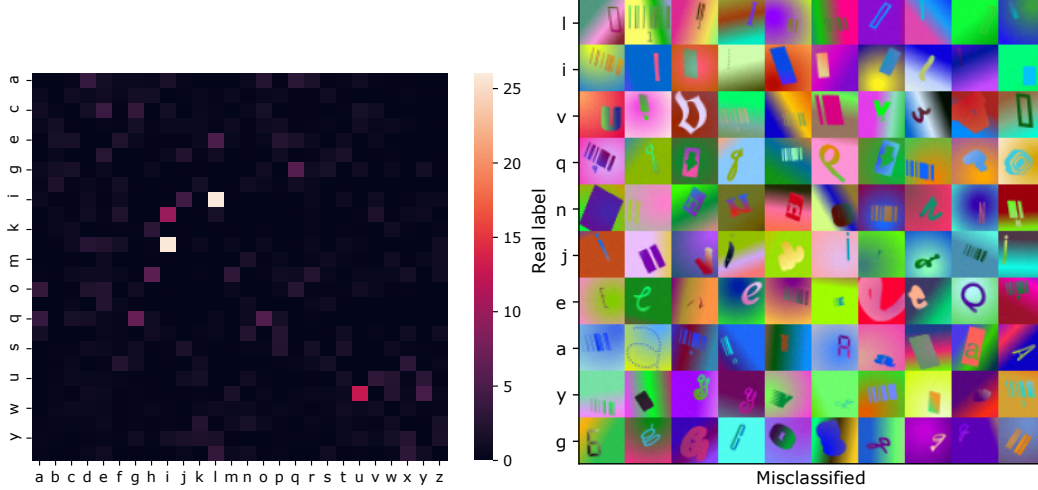 a
c
e
g
i
k
m
o
q
s
u
w
y
a b c d e f g h i j k l m n o p q r s t u v w x y z
25
20
15
10
5
0
Real label
l
i
v
q
n
j
e
a
y
g
Misclassified